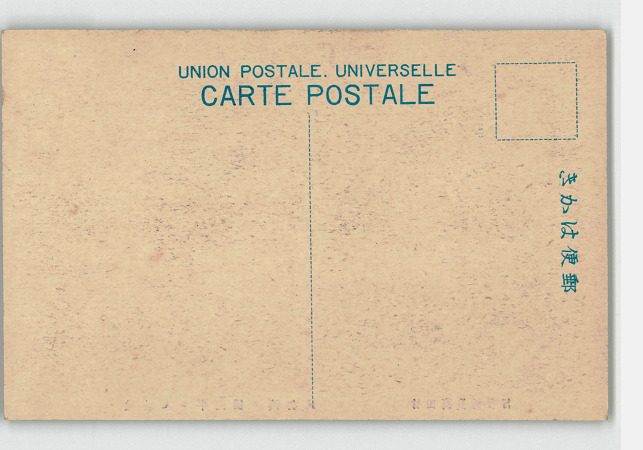 UNION POSTALE. UNIVERSELLE
CARTE POSTALE
きかは便郵